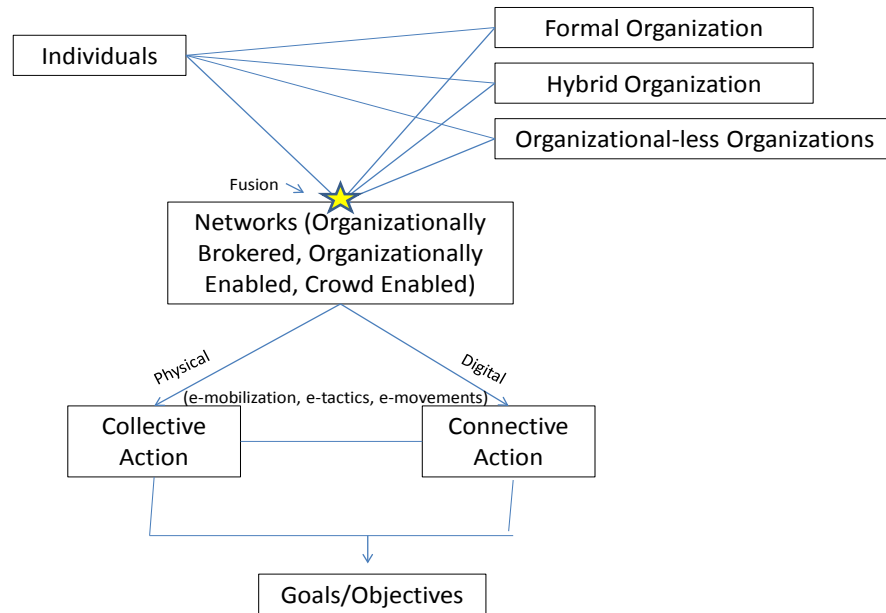 Individuals
Formal Organization
Hybrid Organization
Organizational-less Organizations
Fusion
Networks (Organizationally
Brokered, Organizationally
Enabled, Crowd Enabled)
Physical
Digital
(e-mobilization, e-tactics, e-movements)
Collective
Action
Connective
Action
Goals/Objectives